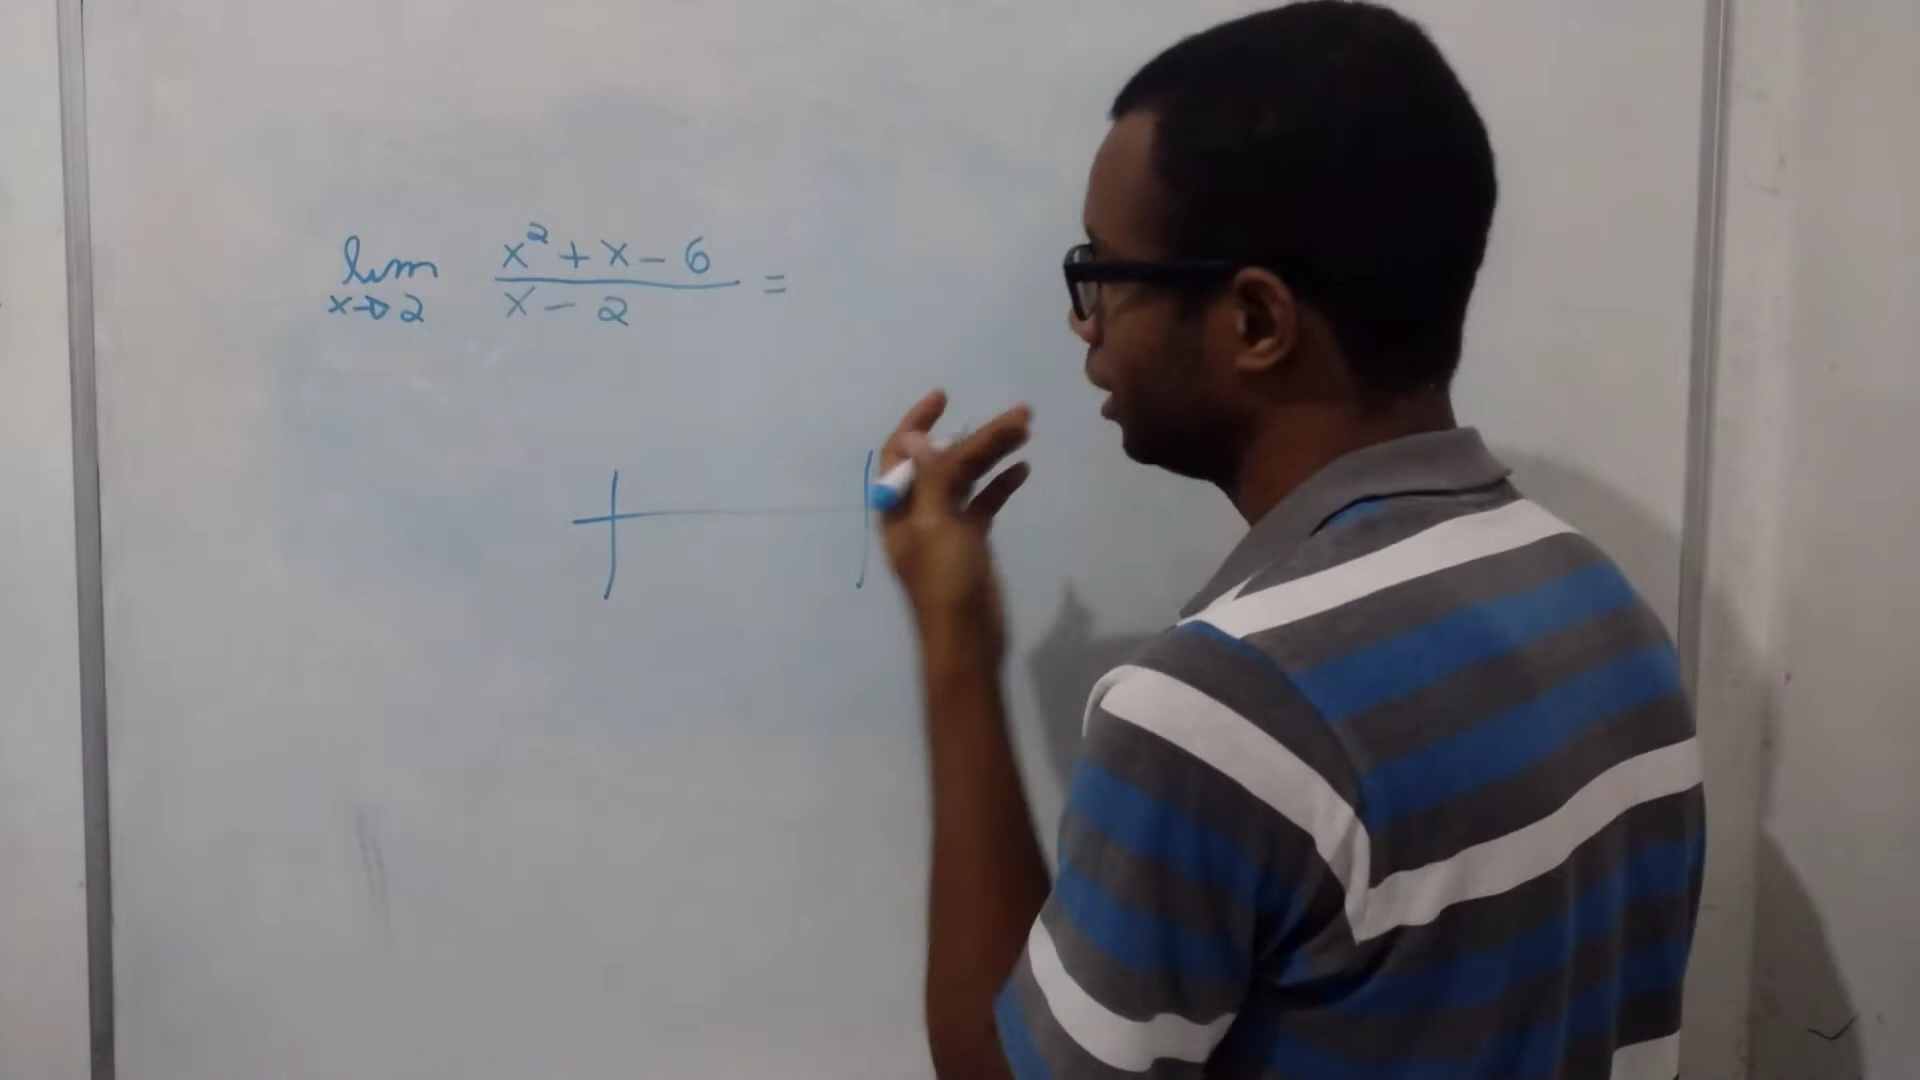 lim x² + x - 6 =
x→2 x - 2